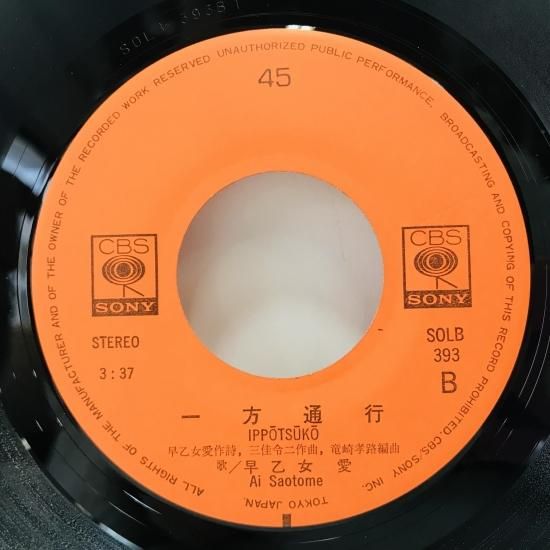 SOLB 393B1
ALL RIGHTS OF THE MANUFACTURER AND OF THE OWNER OF THE RECORDED WORK RESERVED UNAUTHORIZED PUBLIC PERFORMANCE, BROADCASTING AND COPYING OF THIS RECORD PROHIBITED. CBS/SONY INC. TOKYO JAPAN.
45
CBS
SONY
CBS
SONY
STEREO
3:37
SOLB
393
B
一方通行
IPPŌTSŪKŌ
早乙女愛作詩, 三佳令二作曲, 竜崎孝路編曲
歌／早乙女 愛
Ai Saotome